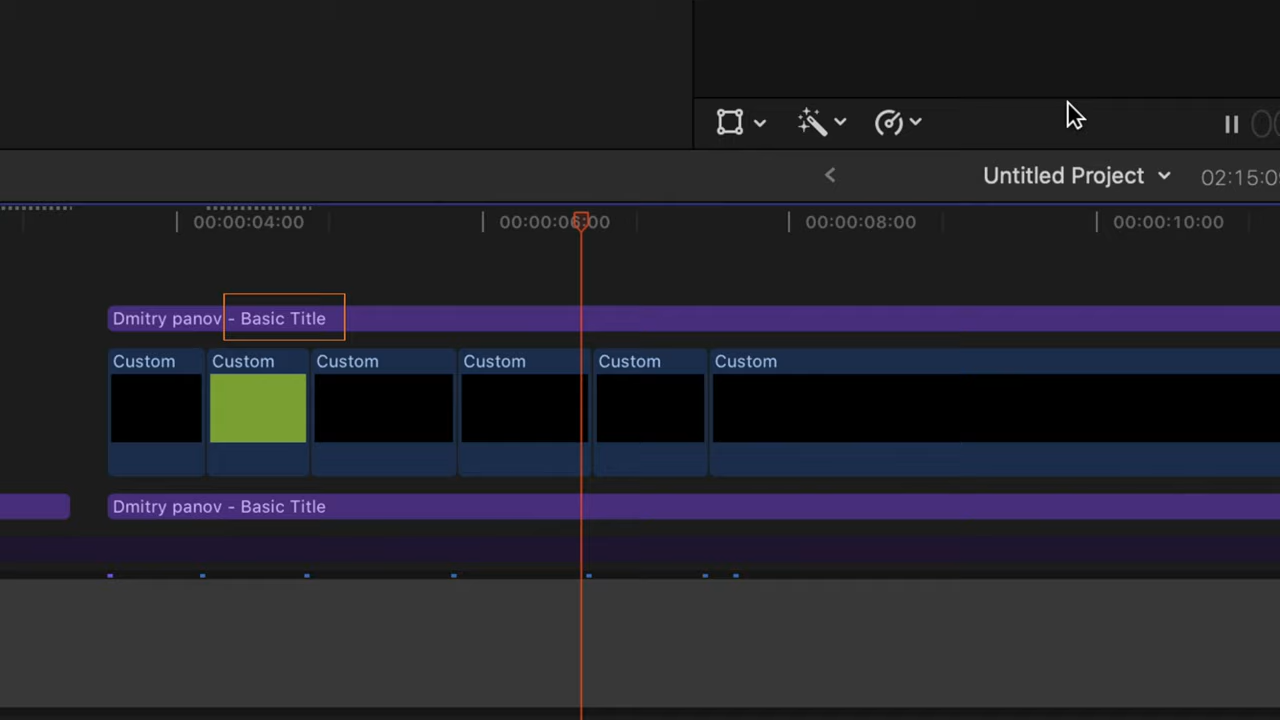 Untitled Project 02:15:0
00:00:04:00 00:00:06:00 00:00:08:00 00:00:10:00
Dmitry panov - Basic Title
Custom Custom Custom Custom Custom Custom
Dmitry panov - Basic Title